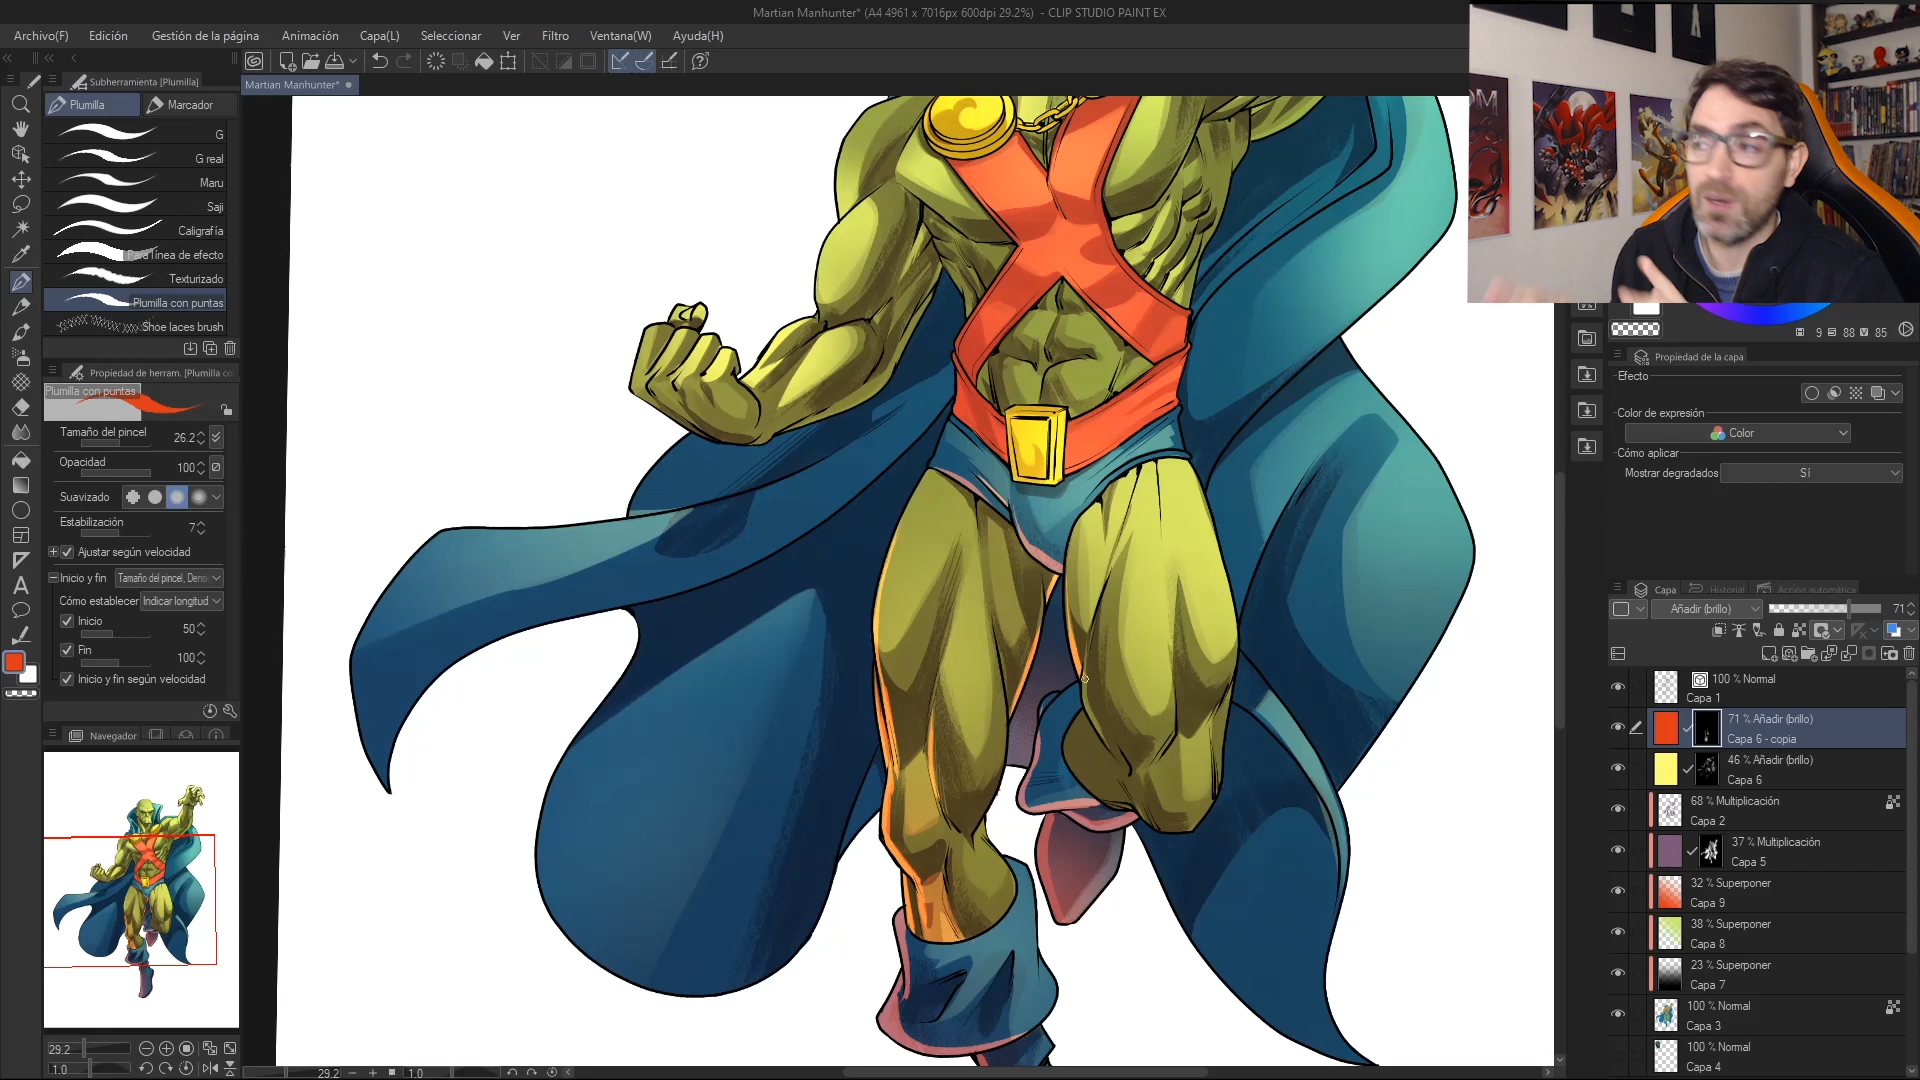 Martian Manhunter* (A4 4961 x 7016px 600dpi 29.2%) - CLIP STUDIO PAINT EX
Archivo(F) Edición Gestión de la página Animación Capa(L) Seleccionar Ver Filtro Ventana(W) Ayuda(H)
Subherramienta [Plumilla]
Martian Manhunter*
Plumilla Marcador
G
G real
Maru
Saji
Caligrafía
Para línea de efecto
Texturizado
Plumilla con puntas
Shoe laces brush
Propiedad de herram. [Plumilla co
Plumilla con puntas
Tamaño del pincel 26.2
Opacidad 100
Suavizado
Estabilización 7
Ajustar según velocidad
Inicio y fin Tamaño del pincel, Dens
Cómo establecer Indicar longitud
Inicio 50
Fin 100
Inicio y fin según velocidad
Navegador
29.2
1.0
29.2 1.0
9 88 85
Propiedad de la capa
Efecto
Color de expresión
Color
Cómo aplicar
Mostrar degradados Sí
Capa Historial Acción automática
Añadir (brillo) 71
100 % Normal
Capa 1
71 % Añadir (brillo)
Capa 6 - copia
46 % Añadir (brillo)
Capa 6
68 % Multiplicación
Capa 2
37 % Multiplicación
Capa 5
32 % Superponer
Capa 9
38 % Superponer
Capa 8
23 % Superponer
Capa 7
100 % Normal
Capa 3
100 % Normal
Capa 4